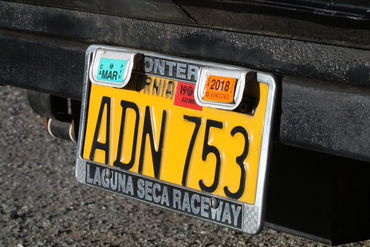 ONTER
MAR
2018
RNIA
ADN 753
LAGUNA SECA RACEWAY